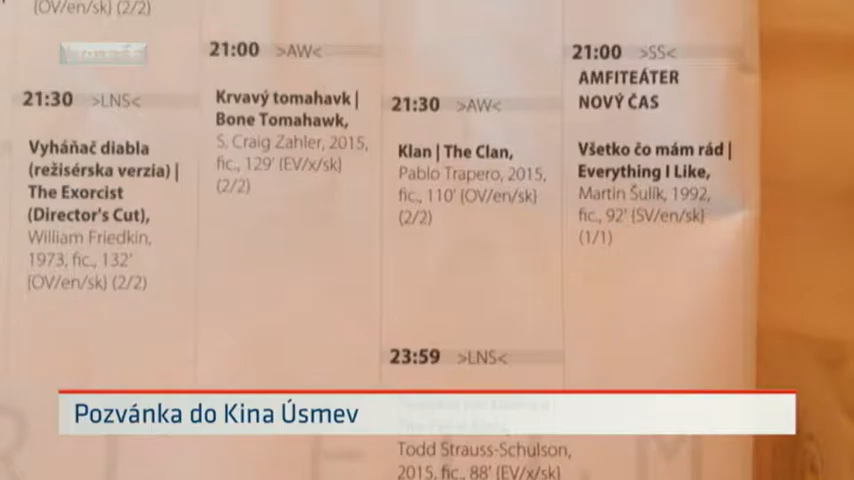 (OV/en/sk) (2/2)
21:30 >LNS<
Vyháňač diabla
(režisérska verzia) |
The Exorcist
(Director's Cut),
William Friedkin,
1973, fic., 132'
(OV/en/sk) (2/2)
21:00 >AW<
Krvavý tomahavk |
Bone Tomahawk,
S. Craig Zahler, 2015,
fic., 129' (EV/x/sk)
(2/2)
21:30 >AW<
Klan | The Clan,
Pablo Trapero, 2015,
fic., 110' (OV/en/sk)
(2/2)
23:59 >LNS<
Todd Strauss-Schulson,
2015, fic., 88' (EV/x/sk)
21:00 >SS<
AMFITEÁTER
NOVÝ ČAS
Všetko čo mám rád |
Everything I Like,
Martin Šulík, 1992,
fic., 92' (SV/en/sk)
(1/1)
Pozvánka do Kina Úsmev